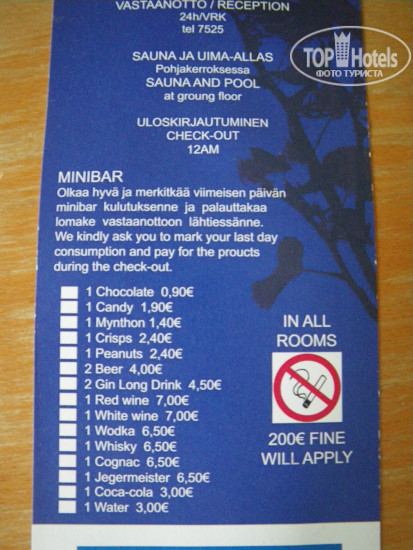 VASTAANOTTO / RECEPTION
24h/VRK
tel 7525
SAUNA JA UIMA-ALLAS
Pohjakerroksessa
SAUNA AND POOL
at groung floor
ULOSKIRJAUTUMINEN
CHECK-OUT
12AM
MINIBAR
Olkaa hyvä ja merkitkää viimeisen päivän
minibar kulutuksenne ja palauttakaa
lomake vastaanottoon lähtiessänne.
We kindly ask you to mark your last day
consumption and pay for the proucts
during the check-out.
1 Chocolate 0,90€
1 Candy 1,90€
1 Mynthon 1,40€
1 Crisps 2,40€
1 Peanuts 2,40€
2 Beer 4,00€
2 Gin Long Drink 4,50€
1 Red wine 7,00€
1 White wine 7,00€
1 Wodka 6,50€
1 Whisky 6,50€
1 Cognac 6,50€
1 Jegermeister 6,50€
1 Coca-cola 3,00€
1 Water 3,00€
IN ALL
ROOMS
200€ FINE
WILL APPLY
TOP Hotels
ФОТО ТУРИСТА